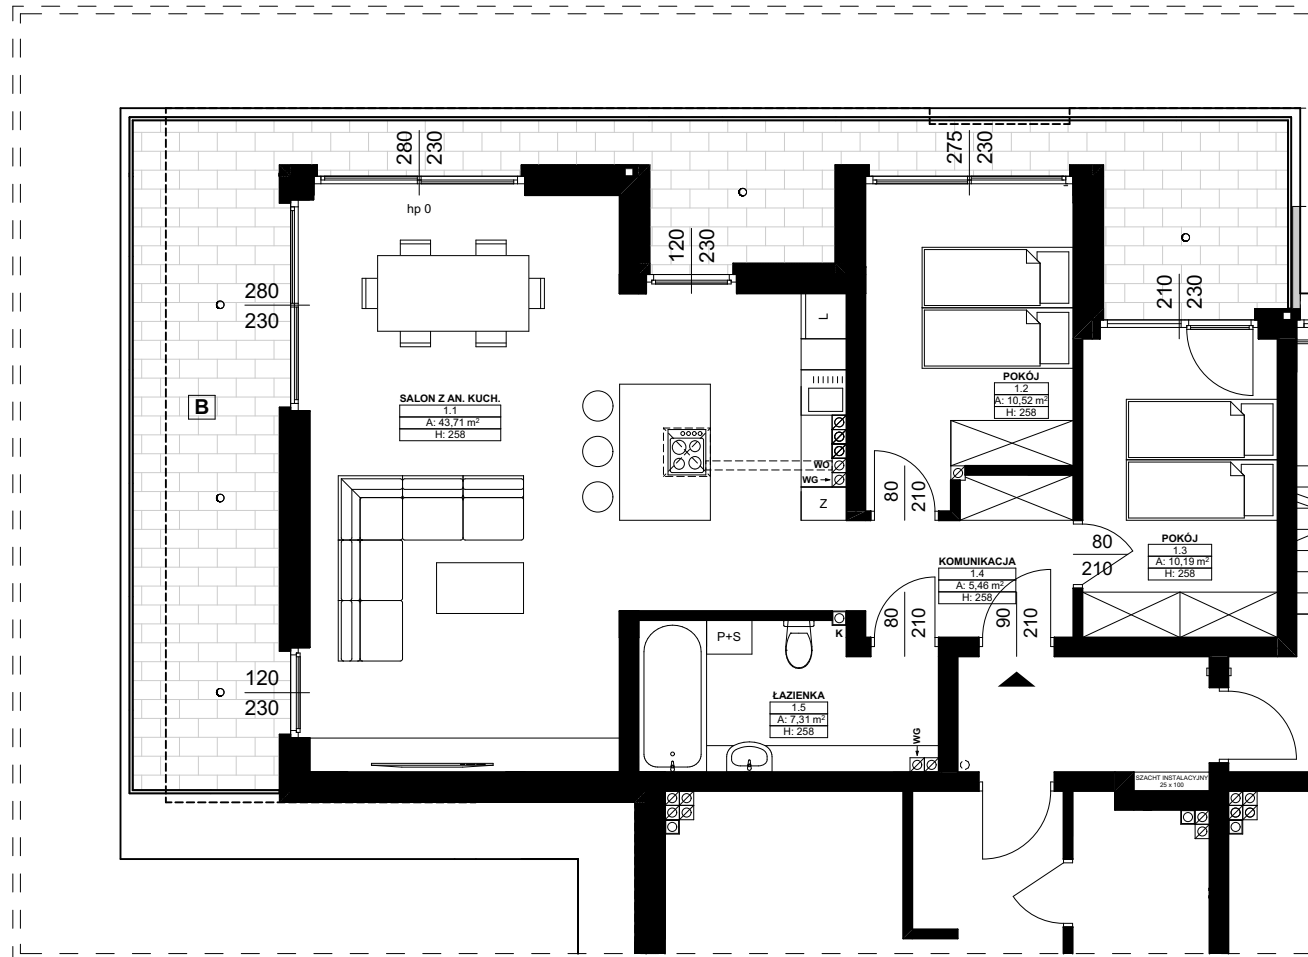 280
230
275
230
hp 0
120
230
210
230
280
230
L
B
SALON Z AN. KUCH.
1.1
A: 43,71 m²
H: 258
POKÓJ
1.2
A: 10,52 m²
H: 258
WO
WG
Z
80
210
80
210
POKÓJ
1.3
A: 10,19 m²
H: 258
KOMUNIKACJA
1.4
A: 5,46 m²
H: 258
80
210
90
210
K
P+S
120
230
ŁAZIENKA
1.5
A: 7,31 m²
H: 258
WG
SZACHT INSTALACYJNY
25 x 100